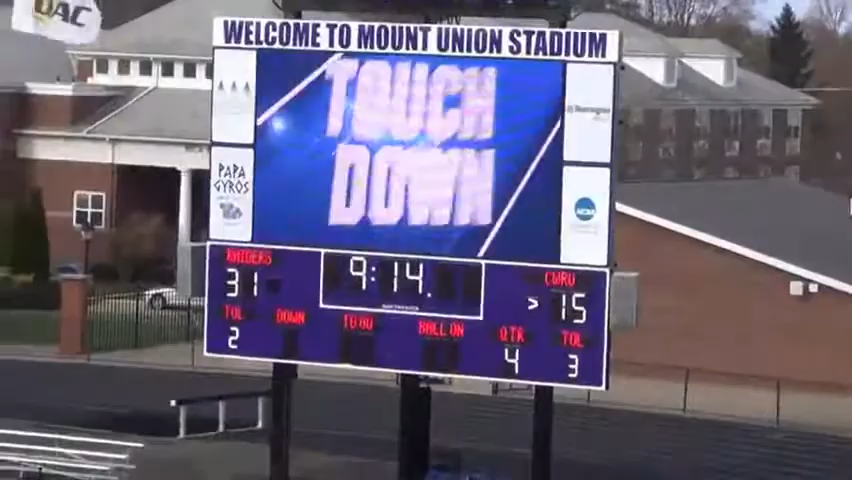 OAC
WELCOME TO MOUNT UNION STADIUM
TOUCH
DOWN
PAPA
GYROS
NCAA
RAIDERS
31
9:14.
CWRU
> 15
TOL
2
DOWN
TO GO
BALL ON
QTR
4
TOL
3